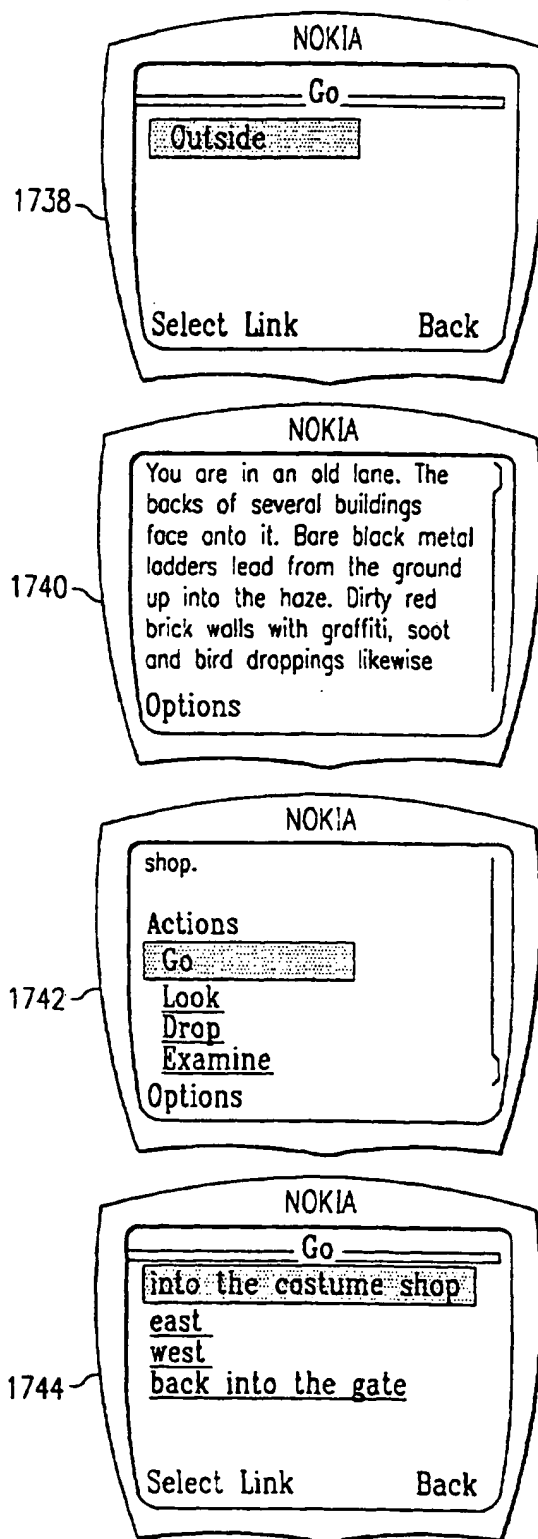 NOKIA
Go
Outside
1738
Select Link Back
NOKIA
You are in an old lane. The
backs of several buildings
face onto it. Bare black metal
ladders lead from the ground
1740
up into the haze. Dirty red
brick walls with graffiti, soot
and bird droppings likewise
Options
NOKIA
shop.
Actions
Go
1742
Look
Drop
Examine
Options
NOKIA
Go
into the costume shop
east
west
1744
back into the gate
Select Link Back